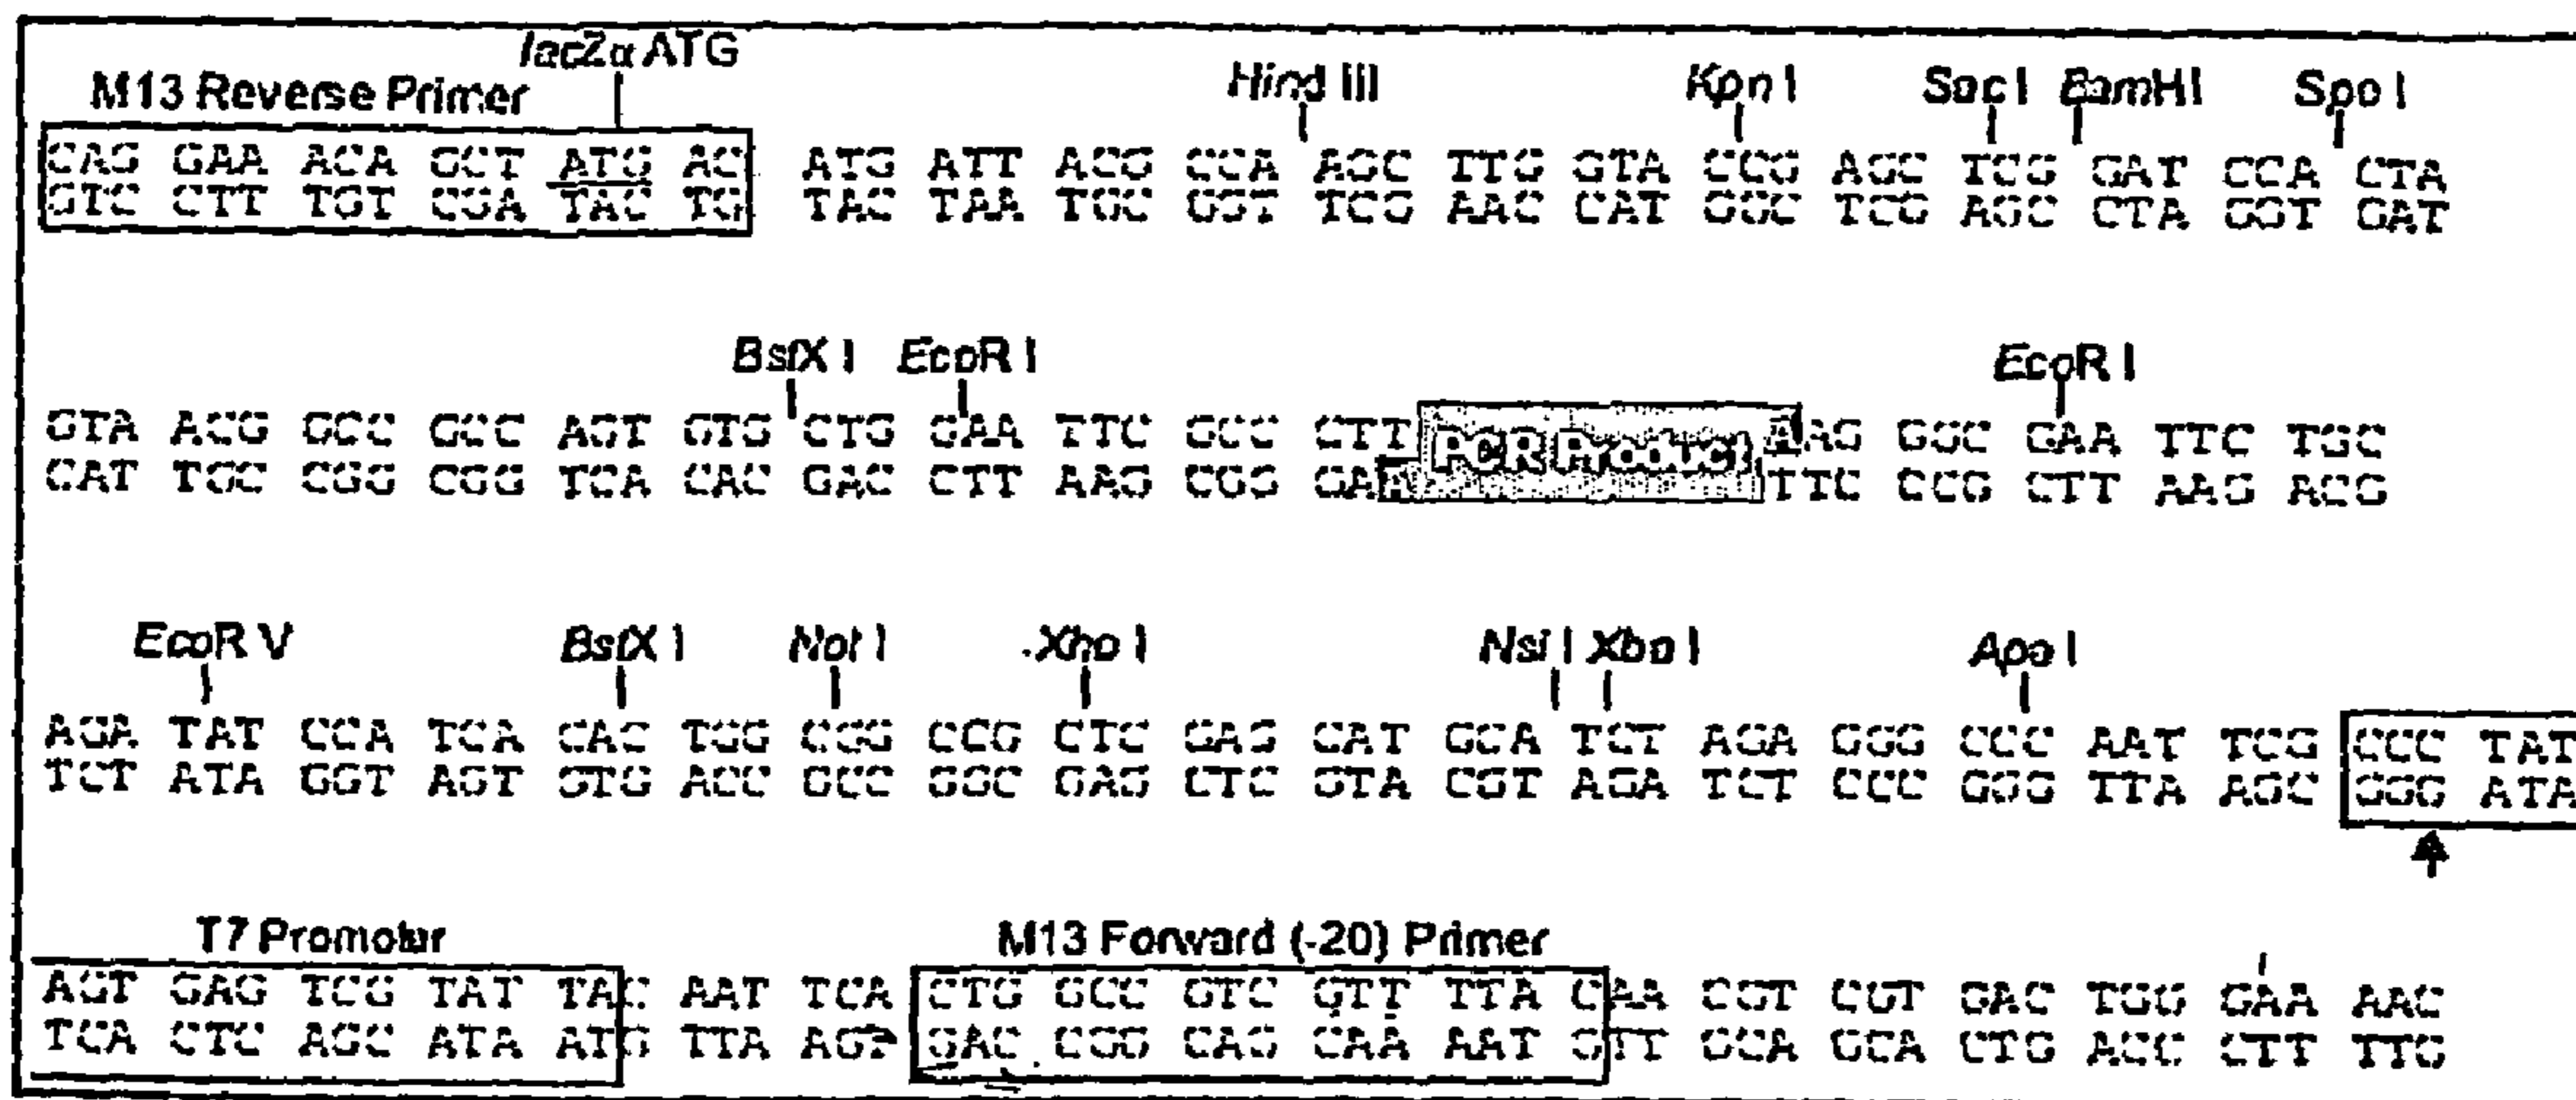 lacZα ATG
M13 Reverse Primer Hind III Kpn I Sac I BamHI Spe I
CAG GAA ACA GCT ATG AC ATG ATT ACG CCA AGC TTG GTA CCG AGC TCG GAT CCA CTA
GTC CTT TGT CGA TAC TG TAC TAA TGC GGT TCG AAC CAT GGC TCG AGC CTA GGT GAT
BstX I EcoR I EcoR I
GTA ACG GCC GCC AGT GTG CTG GAA TTC GCC CTT PCR Product AAG GGC GAA TTC TGC
CAT TGC CGG CGG TCA CAC GAC CTT AAG CGG GAA TTC CCG CTT AAG ACG
EcoR V BstX I Not I Xho I Nsi I Xba I Apa I
AGA TAT CCA TCA CAC TGG CGG CCG CTC GAG CAT GCA TCT AGA GGG CCC AAT TCG CCC TAT
TCT ATA GGT AGT GTG ACC GCC GGC GAG CTC GTA CGT AGA TCT CCC GGG TTA AGC GGG ATA
T7 Promoter M13 Forward (-20) Primer
AGT GAG TCG TAT TAC AAT TCA CTG GCC GTC GTT TTA CAA CGT CGT GAC TGG GAA AAC
TCA CTC AGC ATA ATG TTA AGT GAC CGG CAG CAA AAT GTT GCA GCA CTG ACC CTT TTG